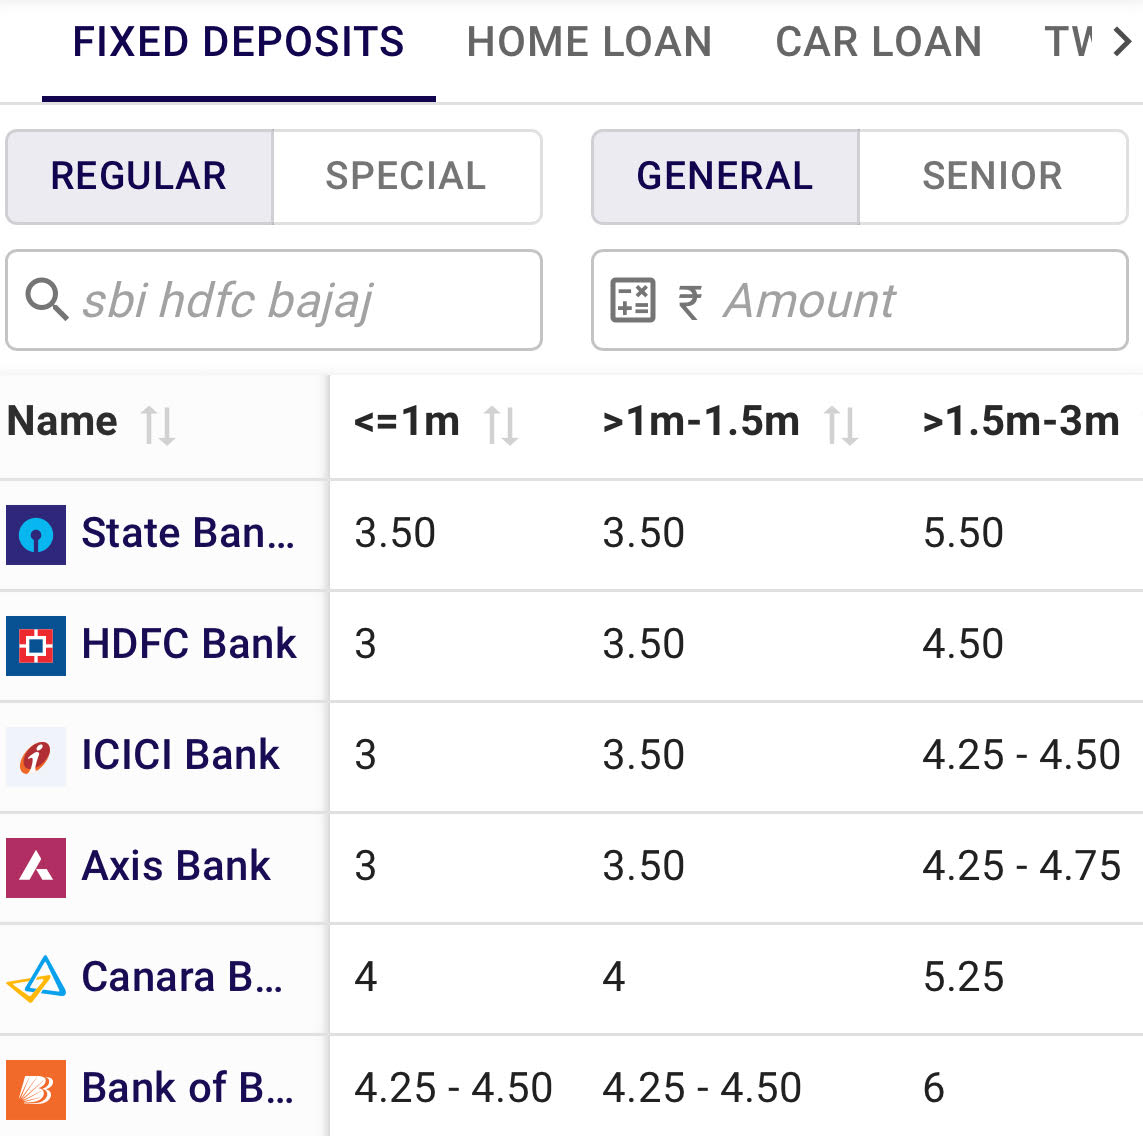 FIXED DEPOSITS HOME LOAN CAR LOAN TW
REGULAR SPECIAL GENERAL SENIOR
sbi hdfc bajaj ₹ Amount
Name <=1m >1m-1.5m >1.5m-3m
State Ban... 3.50 3.50 5.50
HDFC Bank 3 3.50 4.50
ICICI Bank 3 3.50 4.25 - 4.50
Axis Bank 3 3.50 4.25 - 4.75
Canara B... 4 4 5.25
Bank of B... 4.25 - 4.50 4.25 - 4.50 6